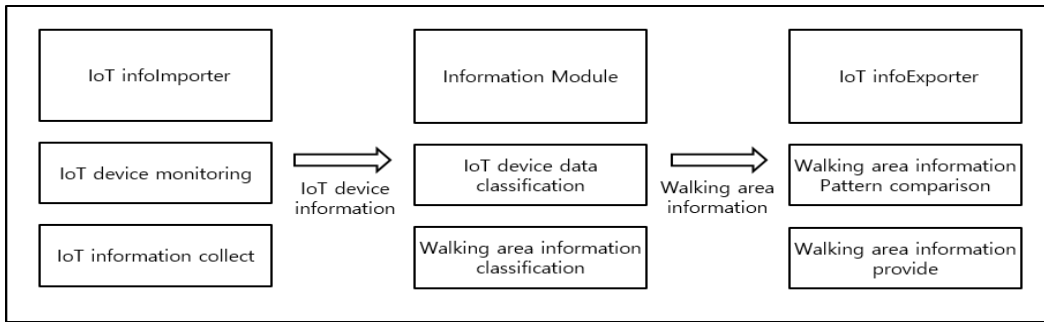 IoT infoImporter
IoT device monitoring
IoT information collect
IoT device
information
Information Module
IoT device data
classification
Walking area information
classification
Walking area
information
IoT infoExporter
Walking area information
Pattern comparison
Walking area information
provide